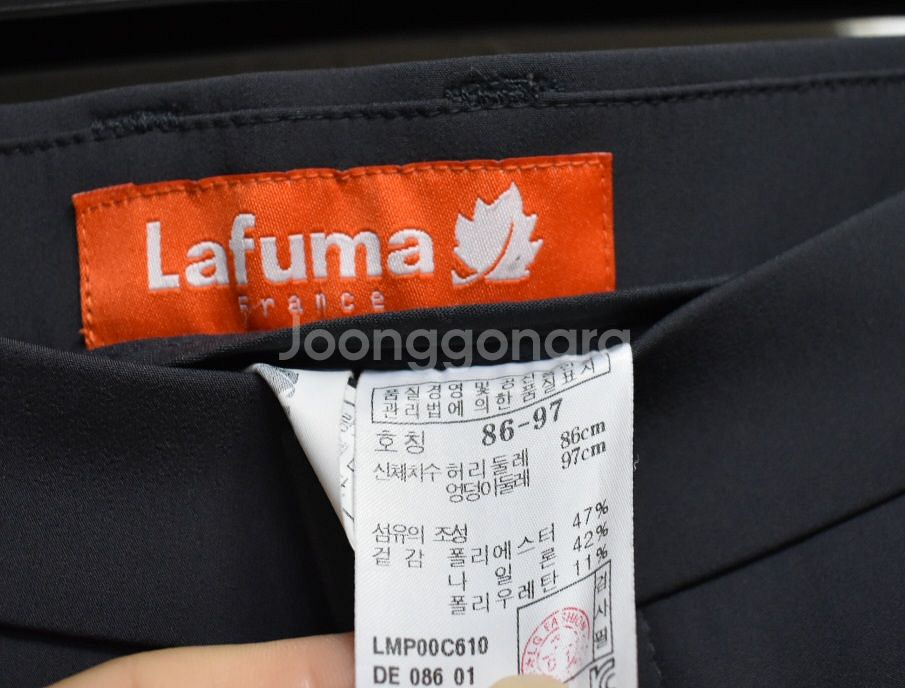 Lafuma
France
Joonggonara
품질경영 및 공산품
관리법에 의한 품질표시
호칭 86-97
신체치수 허리둘레 86cm
엉덩이둘레 97cm
섬유의 조성
겉감 폴리에스터 47%
나일론 42%
폴리우레탄 11%
검사필
LG FASHION
LMP00C610
DE 086 01